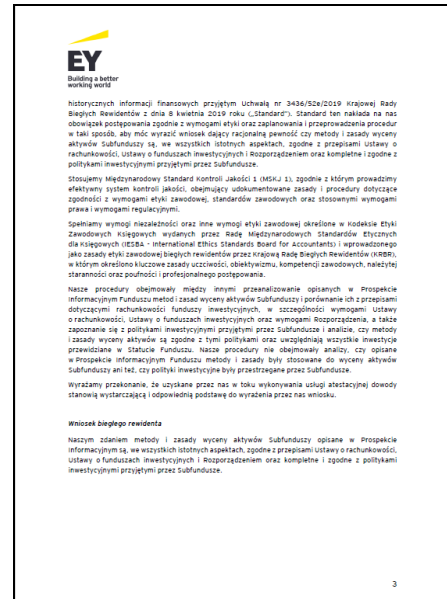 EY
Building a better
working world
historycznych informacji finansowych przyjętym Uchwałą nr 3436/52e/2019 Krajowej Rady
Biegłych Rewidentów z dnia 8 kwietnia 2019 roku („Standard”). Standard ten nakłada na nas
obowiązek postępowania zgodnie z wymogami etyki oraz zaplanowania i przeprowadzenia procedur
w taki sposób, aby móc wyrazić wniosek dający racjonalną pewność czy metody i zasady wyceny
aktywów Subfunduszy są, we wszystkich istotnych aspektach, zgodne z przepisami Ustawy o
rachunkowości, Ustawy o funduszach inwestycyjnych i Rozporządzeniem oraz kompletne i zgodne z
politykami inwestycyjnymi przyjętymi przez Subfundusze.
Stosujemy Międzynarodowy Standard Kontroli Jakości 1 (MSKJ 1), zgodnie z którym prowadzimy
efektywny system kontroli jakości, obejmujący udokumentowane zasady i procedury dotyczące
zgodności z wymogami etyki zawodowej, standardów zawodowych oraz stosownymi wymogami
prawa i wymogami regulacyjnymi.
Spełniamy wymogi niezależności oraz inne wymogi etyki zawodowej określone w Kodeksie Etyki
Zawodowych Księgowych wydanych przez Radę Międzynarodowych Standardów Etycznych
dla Księgowych (IESBA - International Ethics Standards Board for Accountants) i wprowadzonego
jako zasady etyki zawodowej biegłych rewidentów przez Krajową Radę Biegłych Rewidentów (KRBR),
w którym określono kluczowe zasady uczciwości, obiektywizmu, kompetencji zawodowych, należytej
staranności oraz poufności i profesjonalnego postępowania.
Nasze procedury obejmowały między innymi przeanalizowanie opisanych w Prospekcie
Informacyjnym Funduszu metod i zasad wyceny aktywów Subfunduszy i porównanie ich z przepisami
dotyczącymi rachunkowości funduszy inwestycyjnych, w szczególności wymogami Ustawy
o rachunkowości, Ustawy o funduszach inwestycyjnych oraz wymogami Rozporządzenia, a także
zapoznanie się z politykami inwestycyjnymi przyjętymi przez Subfundusze i analizie, czy metody
i zasady wyceny aktywów są zgodne z tymi politykami oraz uwzględniają wszystkie inwestycje
przewidziane w Statucie Funduszu. Nasze procedury nie obejmowały analizy, czy opisane
w Prospekcie Informacyjnym Funduszu metody i zasady były stosowane do wyceny aktywów
Subfunduszy ani też, czy polityki inwestycyjne były przestrzegane przez Subfundusze.
Wyrażamy przekonanie, że uzyskane przez nas w toku wykonywania usługi atestacyjnej dowody
stanowią wystarczającą i odpowiednią podstawę do wyrażenia przez nas wniosku.
Wniosek biegłego rewidenta
Naszym zdaniem metody i zasady wyceny aktywów Subfunduszy opisane w Prospekcie
Informacyjnym są, we wszystkich istotnych aspektach, zgodne z przepisami Ustawy o rachunkowości,
Ustawy o funduszach inwestycyjnych i Rozporządzeniem oraz kompletne i zgodne z politykami
inwestycyjnymi przyjętymi przez Subfundusze.
3